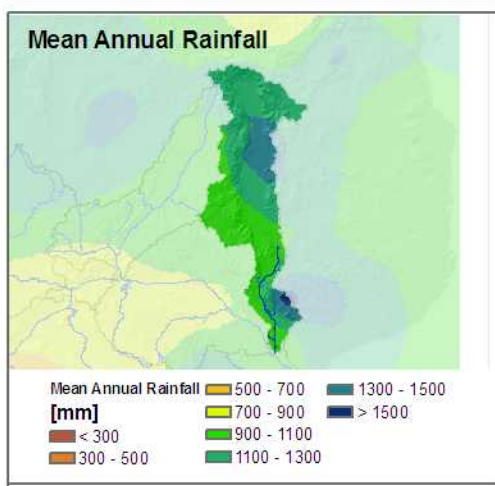 Mean Annual Rainfall
Mean Annual Rainfall
[mm]
< 300
300 - 500
500 - 700
700 - 900
900 - 1100
1100 - 1300
1300 - 1500
> 1500